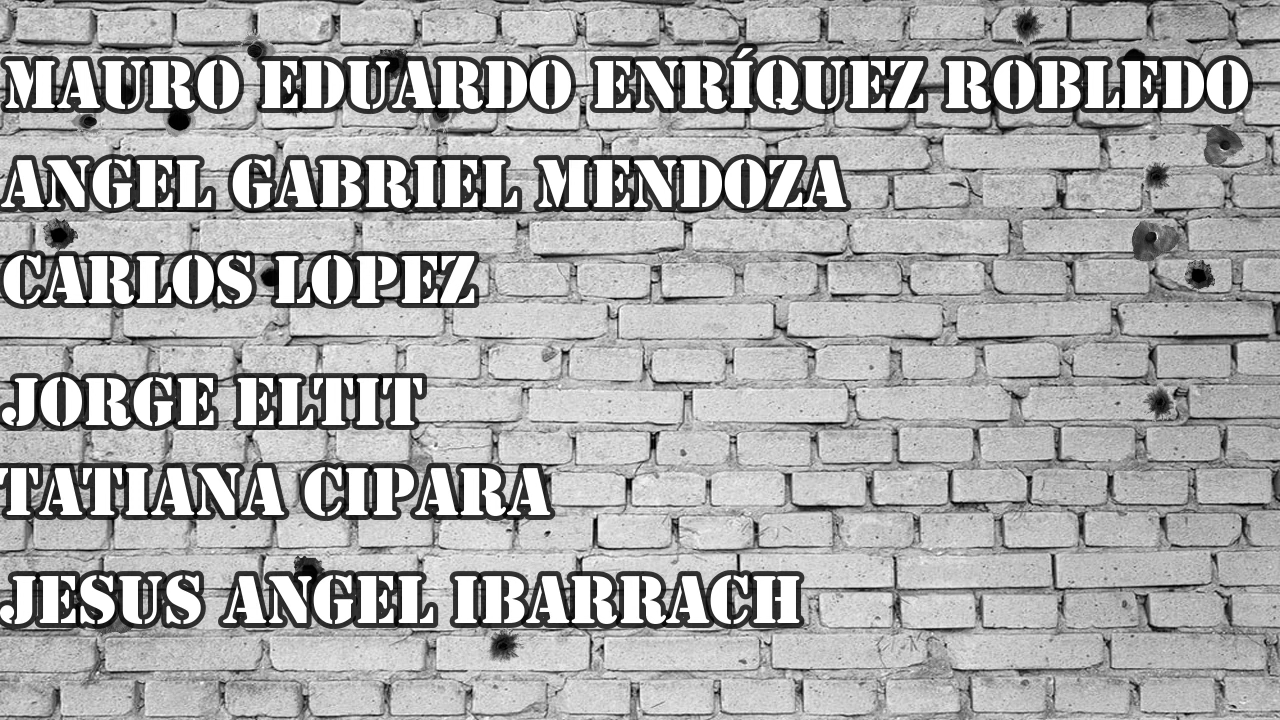 MAURO EDUARDO ENRÍQUEZ ROBLEDO
ANGEL GABRIEL MENDOZA
CARLOS LOPEZ
JORGE ELTIT
TATIANA CIPARA
JESUS ANGEL IBARRACH